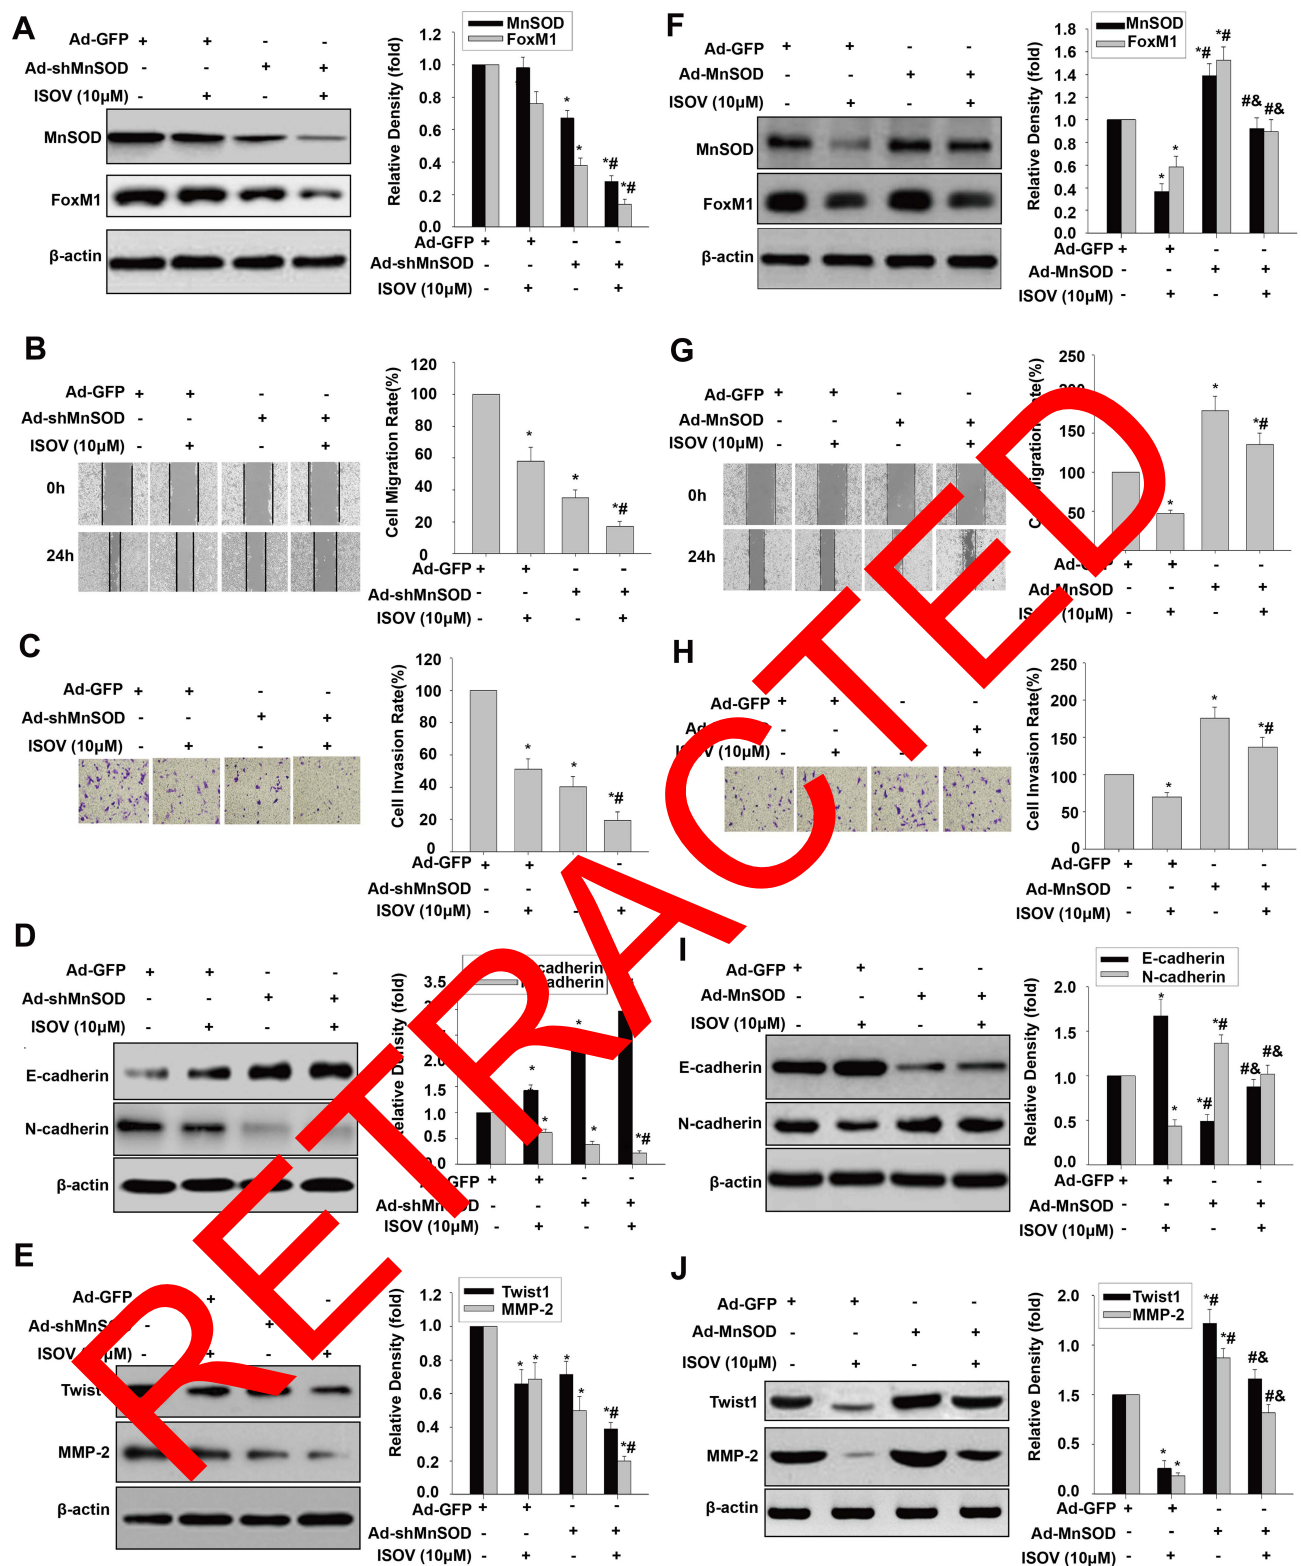 A
Ad-GFP + + - -
Ad-shMnSOD - - + +
ISOV (10μM) - + - +
MnSOD
FoxM1
β-actin
MnSOD
FoxM1
Relative Density (fold)
1.2
1.0
0.8
0.6
0.4
0.2
0.0
* * *# *#
Ad-GFP + + - -
Ad-shMnSOD - - + +
ISOV (10μM) - + - +
F
Ad-GFP + + - -
Ad-MnSOD - - + +
ISOV (10μM) - + - +
MnSOD
FoxM1
β-actin
MnSOD
FoxM1
Relative Density (fold)
1.8
1.6
1.4
1.2
1.0
0.8
0.6
0.4
0.2
0.0
* * *# *# #& #&
Ad-GFP + + - -
Ad-MnSOD - - + +
ISOV (10μM) - + - +
B
Ad-GFP + + - -
Ad-shMnSOD - - + +
ISOV (10μM) - + - +
0h
24h
Cell Migration Rate(%)
120
100
80
60
40
20
0
* * *#
Ad-GFP + + - -
Ad-shMnSOD - - + +
ISOV (10μM) - + - +
G
Ad-GFP + + - -
Ad-MnSOD - - + +
ISOV (10μM) - + - +
0h
24h
250
150
100
50
* * *#
+ + - -
- - + +
- + - +
C
Ad-GFP + + - -
Ad-shMnSOD - - + +
ISOV (10μM) - + - +
Cell Invasion Rate(%)
120
100
80
60
40
20
0
* * *#
Ad-GFP + + -
Ad-shMnSOD - -
ISOV (10μM) - + +
H
Ad-GFP + + - -
- - +
- + +
Cell Invasion Rate(%)
250
200
150
100
50
0
* * *#
Ad-GFP + + - -
Ad-MnSOD - - + +
ISOV (10μM) - + - +
D
Ad-GFP + + - -
Ad-shMnSOD - - + +
ISOV (10μM) - + - +
E-cadherin
N-cadherin
β-actin
Density (fold)
3.5
1.0
0.5
* * * * *#
+ + - -
- - + +
ISOV (10μM) - + - +
I
Ad-GFP + + - -
Ad-MnSOD - - + +
ISOV (10μM) - + - +
E-cadherin
N-cadherin
β-actin
E-cadherin
N-cadherin
Relative Density (fold)
2.0
1.5
1.0
0.5
0.0
* * *# *# #& #&
Ad-GFP + + - -
Ad-MnSOD - - + +
ISOV (10μM) - + - +
E
Ad-GFP + - -
- +
- +
MMP-2
β-actin
Twist1
MMP-2
Relative Density (fold)
1.0
0.8
0.6
0.4
0.2
0.0
* * * * *# *#
Ad-GFP + + - -
Ad-shMnSOD - - + +
ISOV (10μM) - + - +
J
Ad-GFP + + - -
Ad-MnSOD - - + +
ISOV (10μM) - + - +
Twist1
MMP-2
β-actin
Twist1
MMP-2
Relative Density (fold)
2.0
1.0
1.5
0.5
0.0
* * *# *# #& #&
Ad-GFP + + - -
Ad-MnSOD - - + +
ISOV (10μM) - + - +
RETRACTED